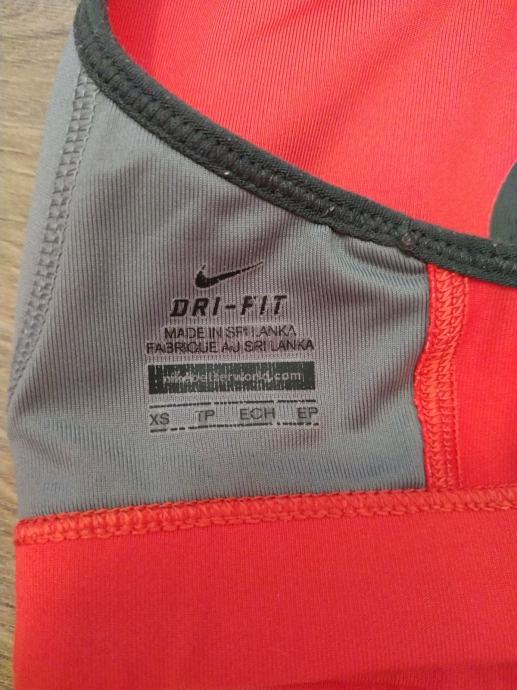 DRI-FIT
MADE IN SRI LANKA
FABRIQUE AU SRI LANKA
nikebetterworld.com
XS TP ECH EP